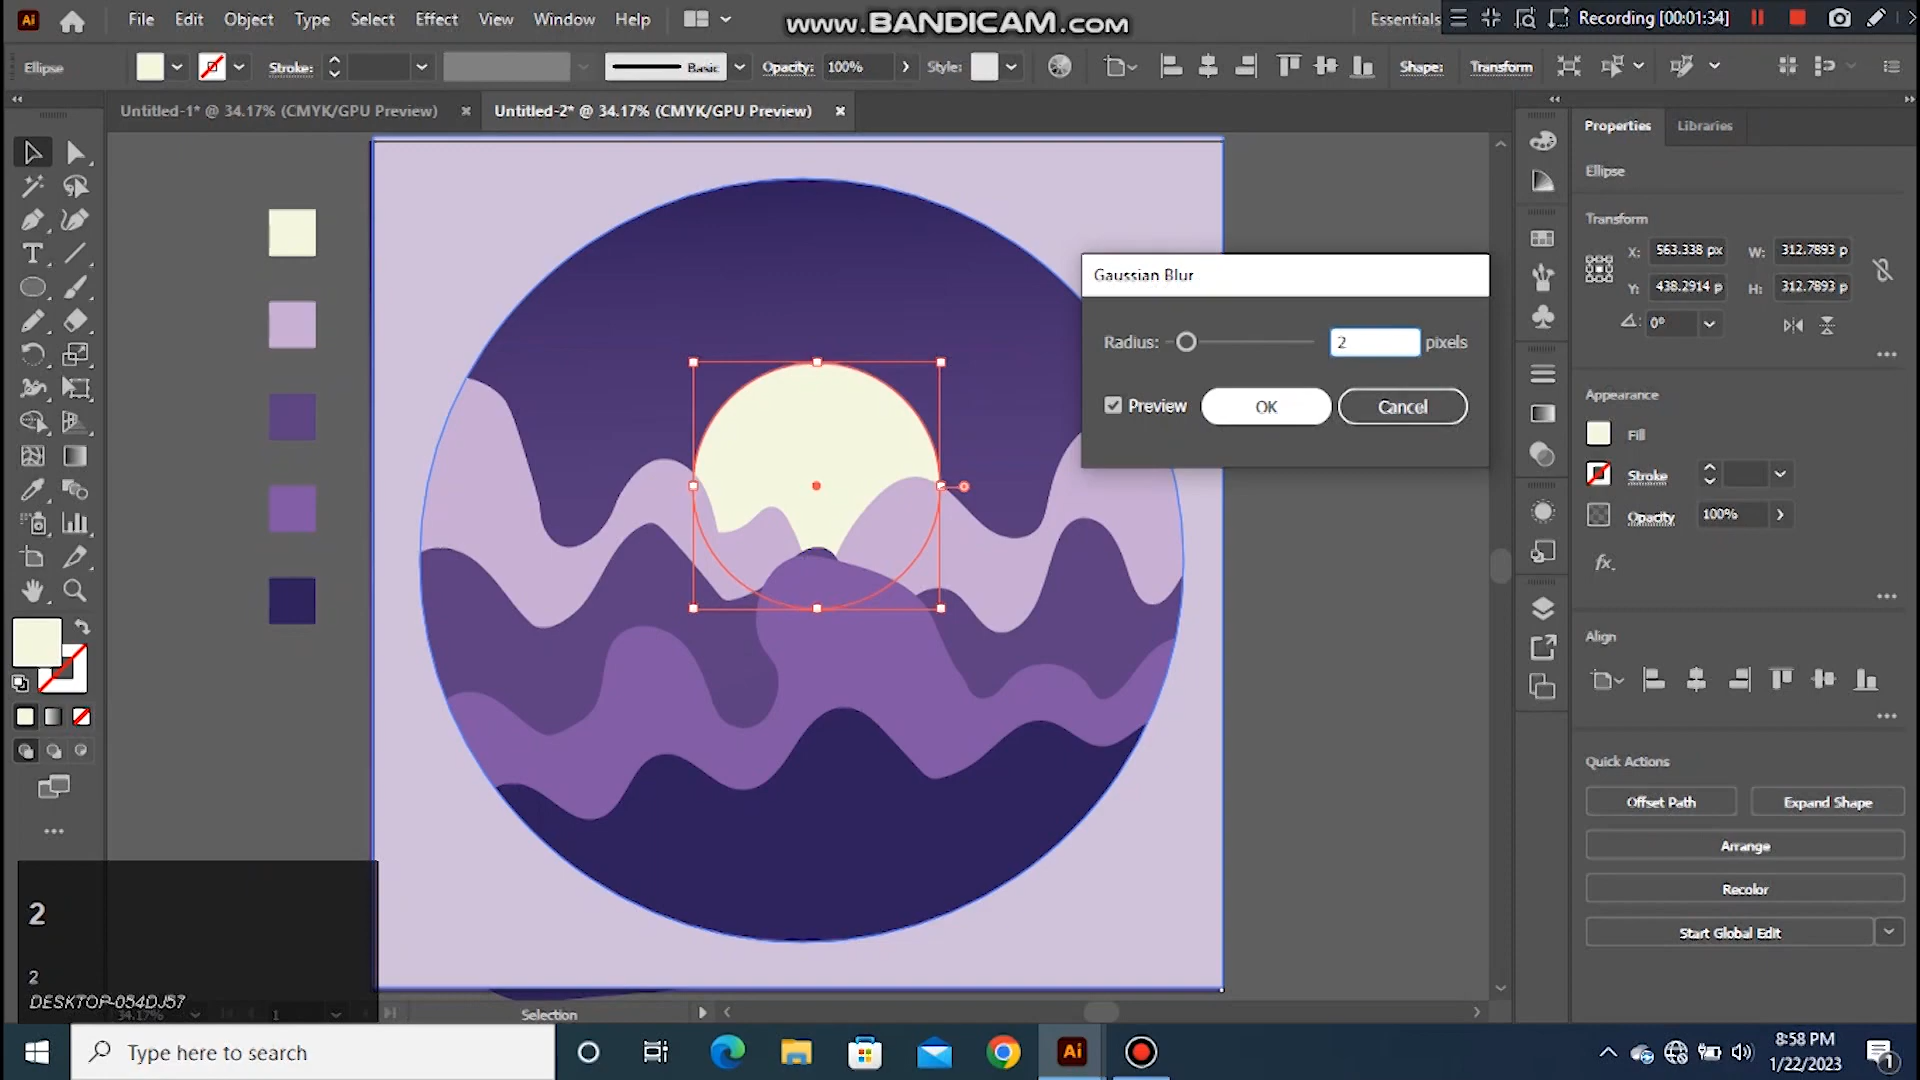 Ai File Edit Object Type Select Effect View Window Help
www.BANDICAM.com
Essentials
Recording [00:01:34]
Ellipse
Stroke:
Basic
Opacity: 100%
Style:
Shape:
Transform
Untitled-1* @ 34.17% (CMYK/GPU Preview) ×
Untitled-2* @ 34.17% (CMYK/GPU Preview) ×
Properties Libraries
Ellipse
Transform
X: 563.338 px W: 312.7893 p
Y: 438.2914 p H: 312.7893 p
0°
Appearance
Fill
Stroke
Opacity 100%
fx.
Align
Quick Actions
Offset Path Expand Shape
Arrange
Recolor
Start Global Edit
Gaussian Blur
Radius: 2 pixels
Preview OK Cancel
2
2
DESKTOP-054DJ57
34.17% 1 Selection
Type here to search
Ai
8:58 PM
1/22/2023
1